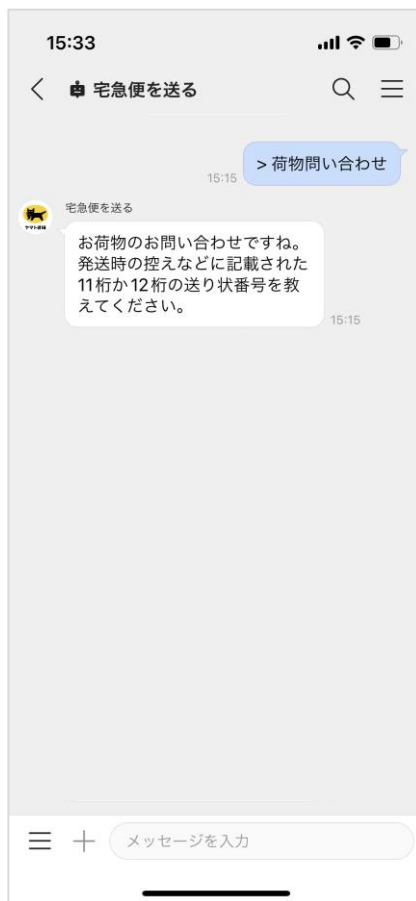 15:33
宅急便を送る
> 荷物問い合わせ
15:15
宅急便を送る
お荷物のお問い合わせですね。
発送時の控えなどに記載された
11桁か12桁の送り状番号を教
えてください。
15:15
メッセージを入力